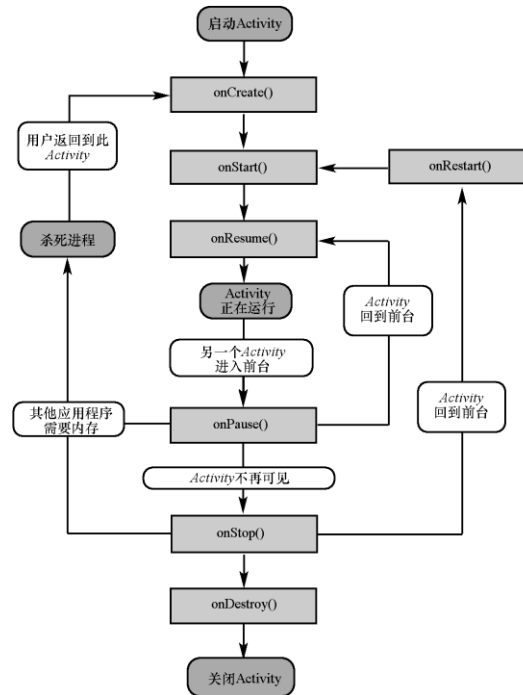 启动Activity
onCreate()
用户返回到此
Activity
onStart()
onRestart()
onResume()
杀死进程
Activity
正在运行
Activity
回到前台
另一个Activity
进入前台
其他应用程序
需要内存
onPause()
Activity
回到前台
Activity不再可见
onStop()
onDestroy()
关闭Activity